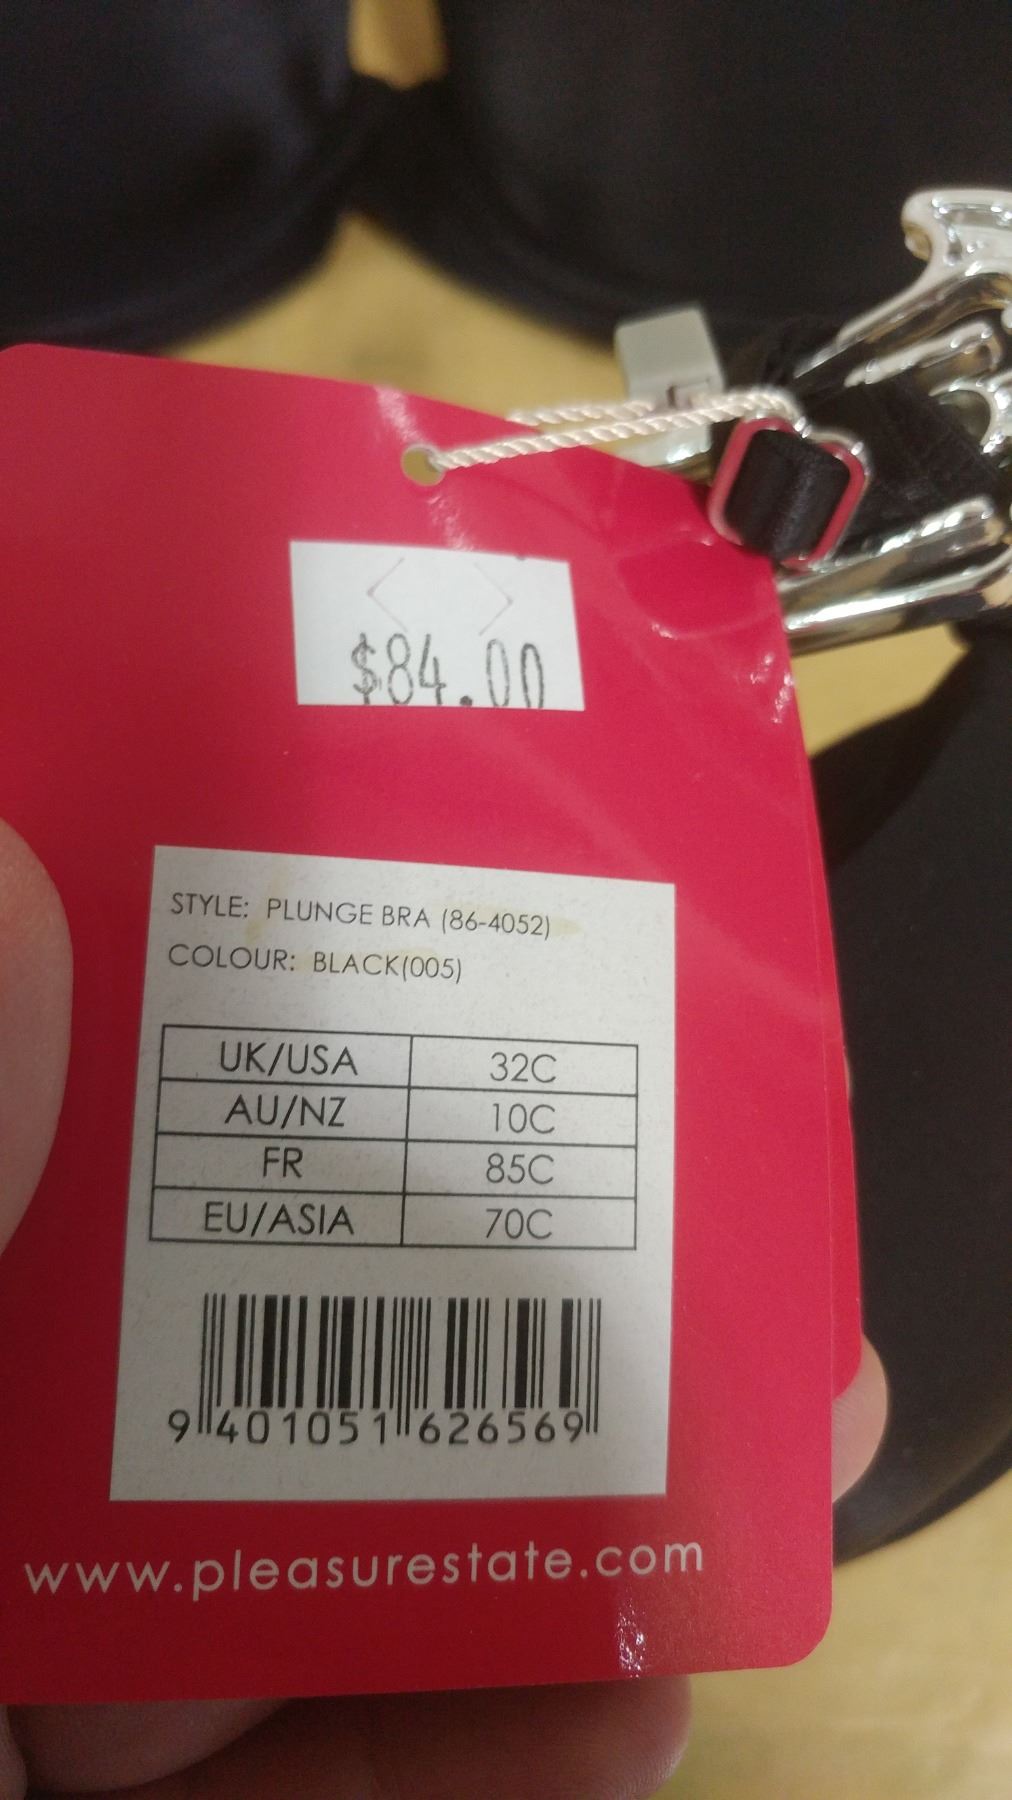 $84.00
STYLE: PLUNGE BRA (86-4052)
COLOUR: BLACK(005)
UK/USA 32C
AU/NZ 10C
FR 85C
EU/ASIA 70C
9 401051 626569
www.pleasurestate.com